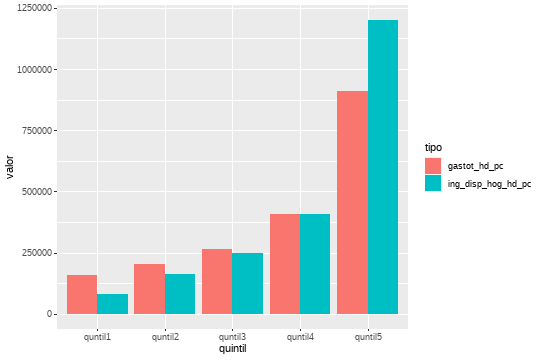 1250000
1000000
750000
500000
250000
0
valor
quntil1
quntil2
quntil3
quntil4
quntil5
quintil
tipo
gastot_hd_pc
ing_disp_hog_hd_pc